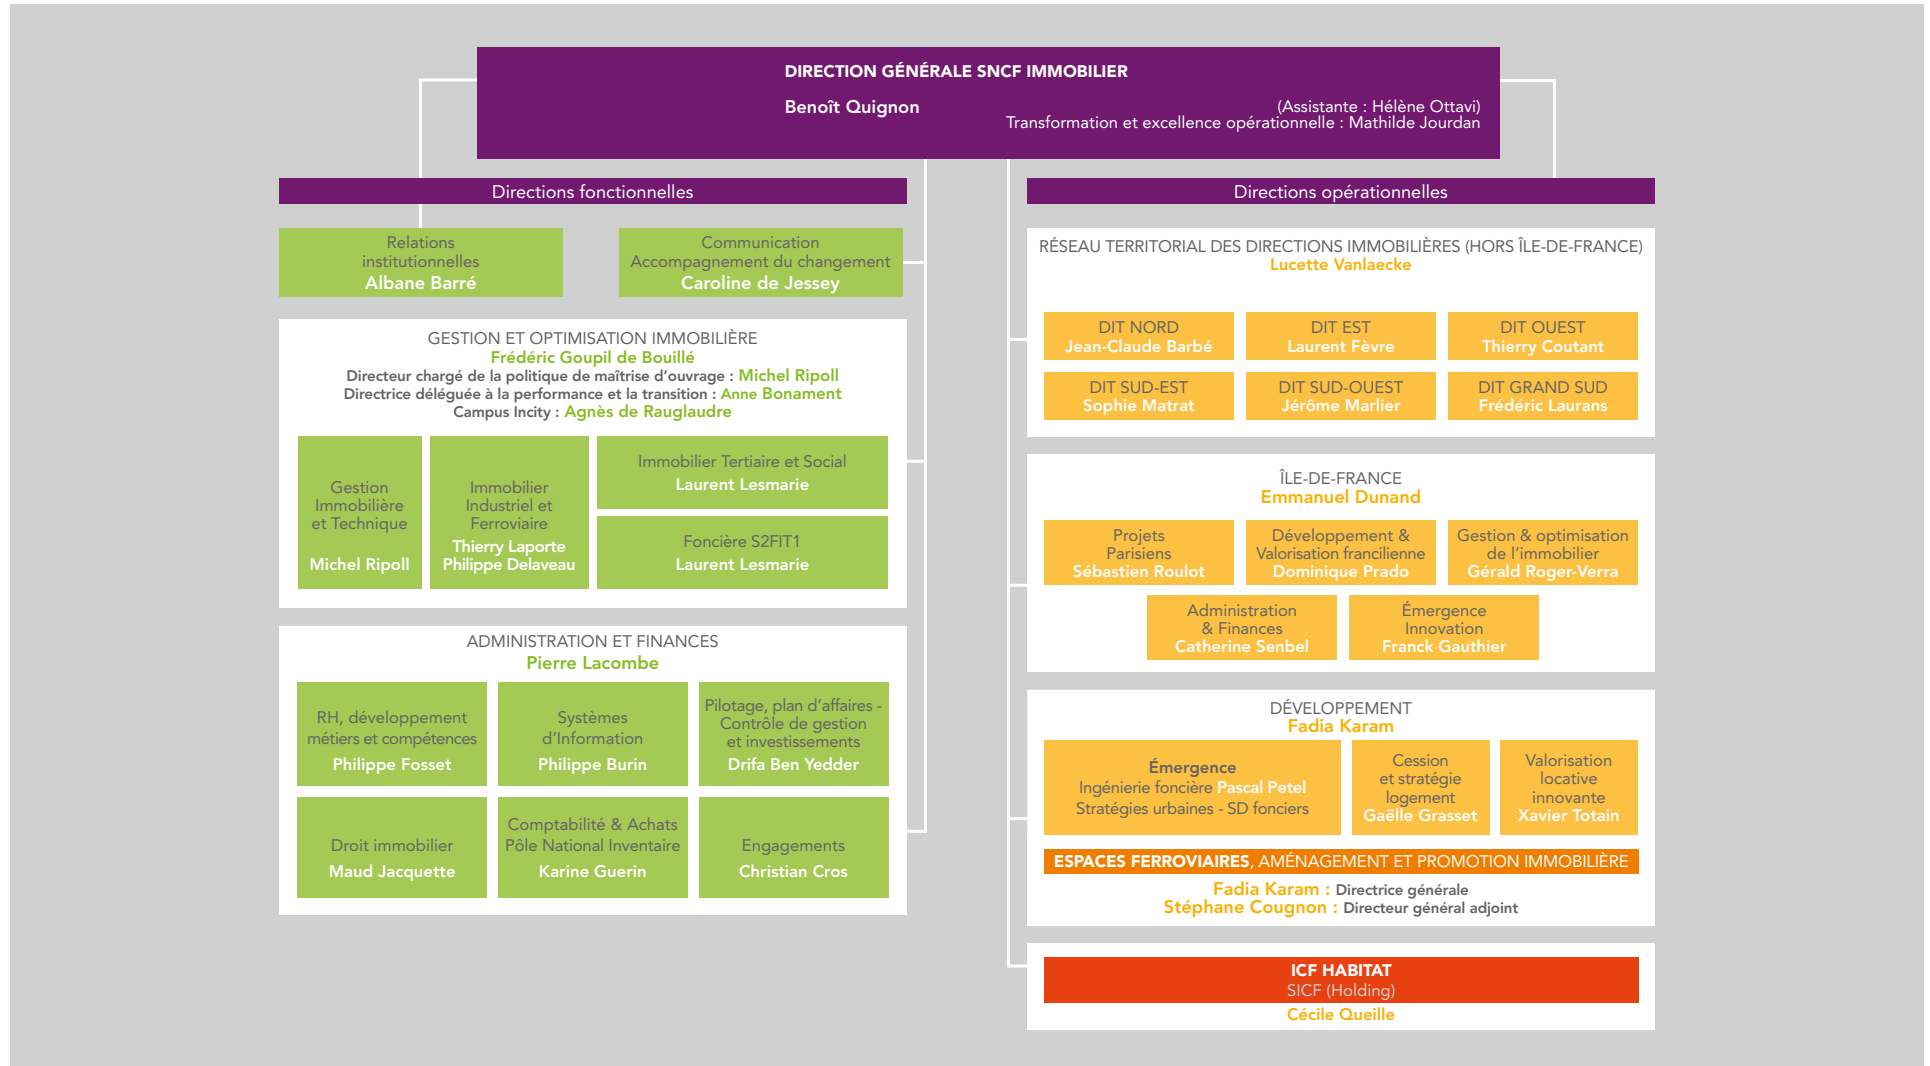 DIRECTION GÉNÉRALE SNCF IMMOBILIER
Benoît Quignon
(Assistante : Hélène Ottavi)
Transformation et excellence opérationnelle : Mathilde Jourdan
Directions fonctionnelles
Relations
institutionnelles
Albane Barré
Communication
Accompagnement du changement
Caroline de Jessey
GESTION ET OPTIMISATION IMMOBILIÈRE
Frédéric Goupil de Bouillé
Directeur chargé de la politique de maîtrise d'ouvrage : Michel Ripoll
Directrice déléguée à la performance et la transition : Anne Bonament
Campus Incity : Agnès de Rauglaudre
Gestion
Immobilière
et Technique
Michel Ripoll
Immobilier
Industriel et
Ferroviaire
Thierry Laporte
Philippe Delaveau
Immobilier Tertiaire et Social
Laurent Lesmarie
Foncière S2FIT1
Laurent Lesmarie
ADMINISTRATION ET FINANCES
Pierre Lacombe
RH, développement
métiers et compétences
Philippe Fosset
Systèmes
d'Information
Philippe Burin
Pilotage, plan d'affaires -
Contrôle de gestion
et investissements
Drifa Ben Yedder
Droit immobilier
Maud Jacquette
Comptabilité & Achats
Pôle National Inventaire
Karine Guerin
Engagements
Christian Cros
Directions opérationnelles
RÉSEAU TERRITORIAL DES DIRECTIONS IMMOBILIÈRES (HORS ÎLE-DE-FRANCE)
Lucette Vanlaecke
DIT NORD
Jean-Claude Barbé
DIT EST
Laurent Fèvre
DIT OUEST
Thierry Coutant
DIT SUD-EST
Sophie Matrat
DIT SUD-OUEST
Jérôme Marlier
DIT GRAND SUD
Frédéric Laurans
ÎLE-DE-FRANCE
Emmanuel Dunand
Projets
Parisiens
Sébastien Roulot
Développement &
Valorisation francilienne
Dominique Prado
Gestion & optimisation
de l'immobilier
Gérald Roger-Verra
Administration
& Finances
Catherine Senbel
Émergence
Innovation
Franck Gauthier
DÉVELOPPEMENT
Fadia Karam
Émergence
Ingénierie foncière Pascal Petel
Stratégies urbaines - SD fonciers
Cession
et stratégie
logement
Gaëlle Grasset
Valorisation
locative
innovante
Xavier Totain
ESPACES FERROVIAIRES, AMÉNAGEMENT ET PROMOTION IMMOBILIÈRE
Fadia Karam : Directrice générale
Stéphane Cougnon : Directeur général adjoint
ICF HABITAT
SICF (Holding)
Cécile Queille